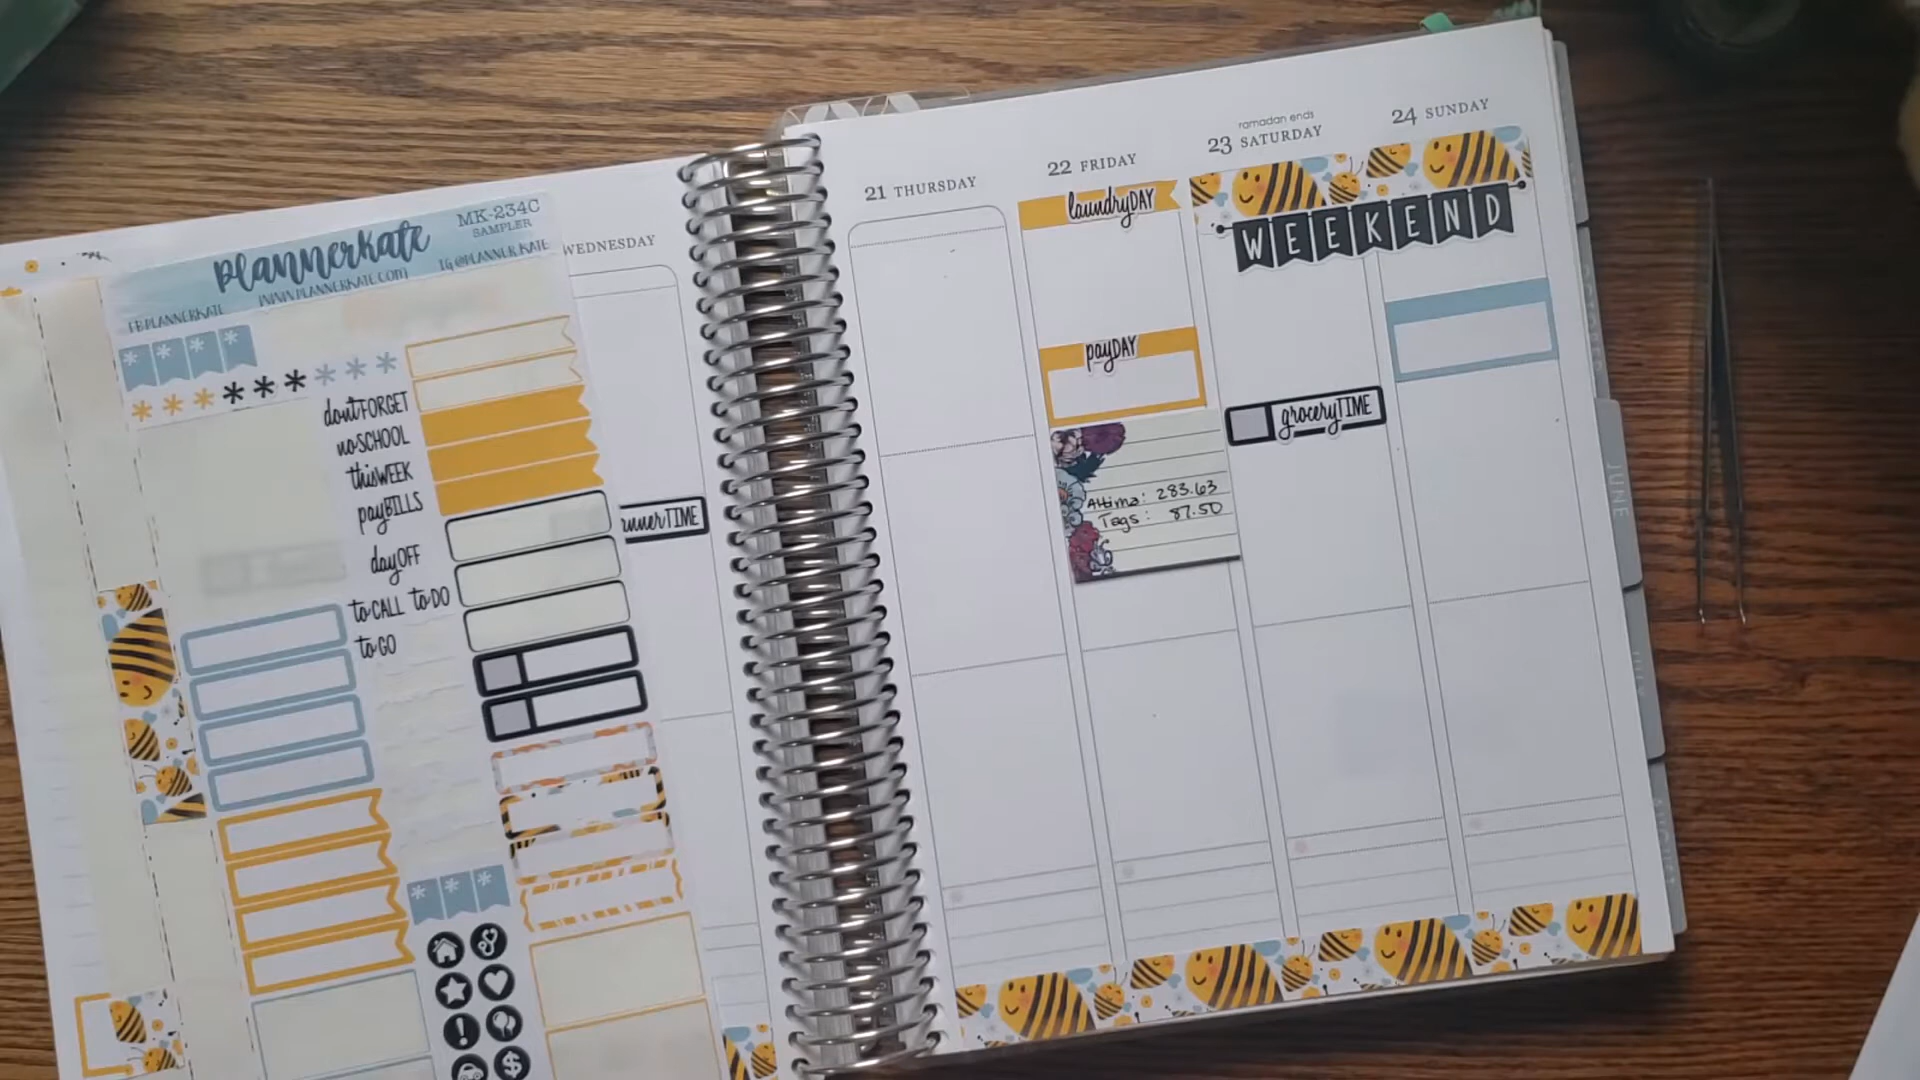 plannerkate
MK-234C
SAMPLER
FB PLANNERKATE
WWW.PLANNERKATE.COM
IG @PLANNERKATE
dontFORGET
noSCHOOL
thisWEEK
payBILLS
dayOFF
toCALL toDO
toGO
WEDNESDAY
nnerTIME
21 THURSDAY
22 FRIDAY
laundryDAY
payDAY
Altima: 283.63
Tags: 87.50
ramadan ends
23 SATURDAY
24 SUNDAY
WEEKEND
groceryTIME
JUNE